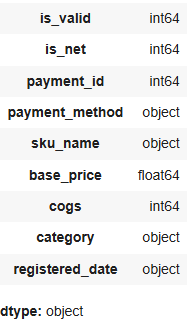 is_valid int64
is_net int64
payment_id int64
payment_method object
sku_name object
base_price float64
cogs int64
category object
registered_date object
dtype: object